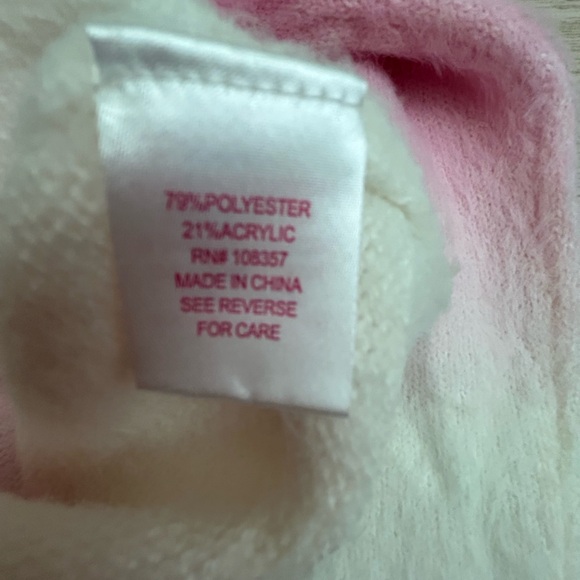 79%POLYESTER
21%ACRYLIC
RN# 108357
MADE IN CHINA
SEE REVERSE
FOR CARE